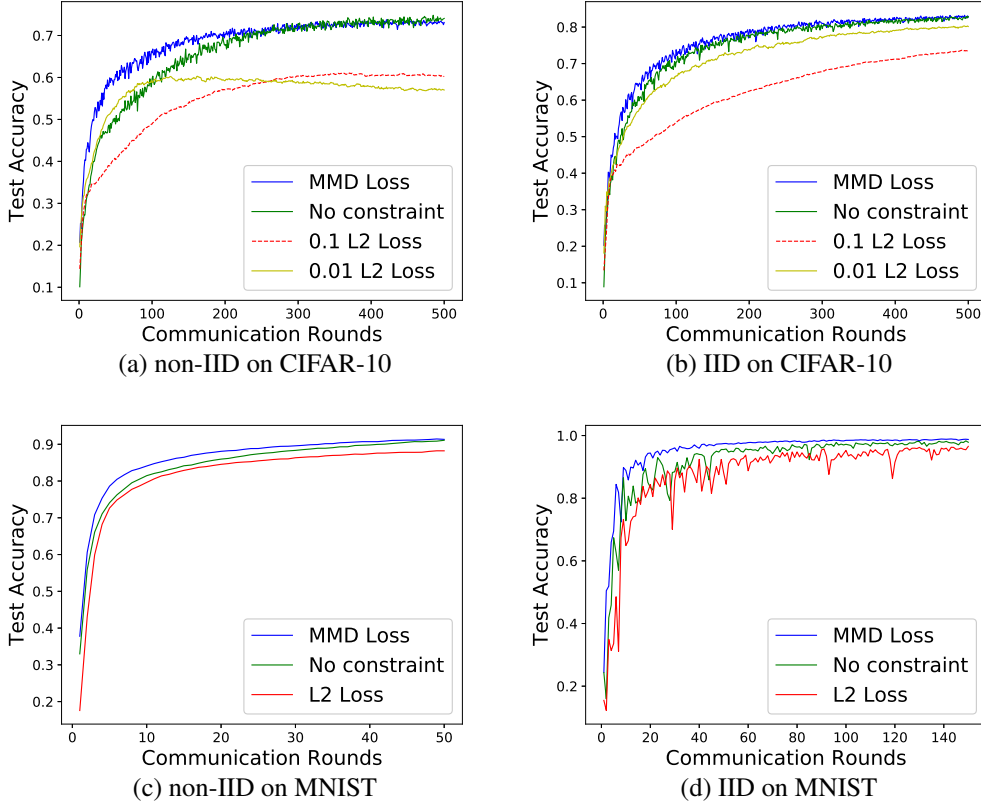 0.7
0.6
0.5
0.4
0.3
0.2
0.1
Test Accuracy
MMD Loss
No constraint
0.1 L2 Loss
0.01 L2 Loss
0 100 200 300 400 500
Communication Rounds
(a) non-IID on CIFAR-10
0.8
0.7
0.6
0.5
0.4
0.3
0.2
0.1
Test Accuracy
MMD Loss
No constraint
0.1 L2 Loss
0.01 L2 Loss
0 100 200 300 400 500
Communication Rounds
(b) IID on CIFAR-10
0.9
0.8
0.7
0.6
0.5
0.4
0.3
0.2
Test Accuracy
MMD Loss
No constraint
L2 Loss
0 10 20 30 40 50
Communication Rounds
(c) non-IID on MNIST
1.0
0.8
0.6
0.4
0.2
Test Accuracy
MMD Loss
No constraint
L2 Loss
0 20 40 60 80 100 120 140
Communication Rounds
(d) IID on MNIST